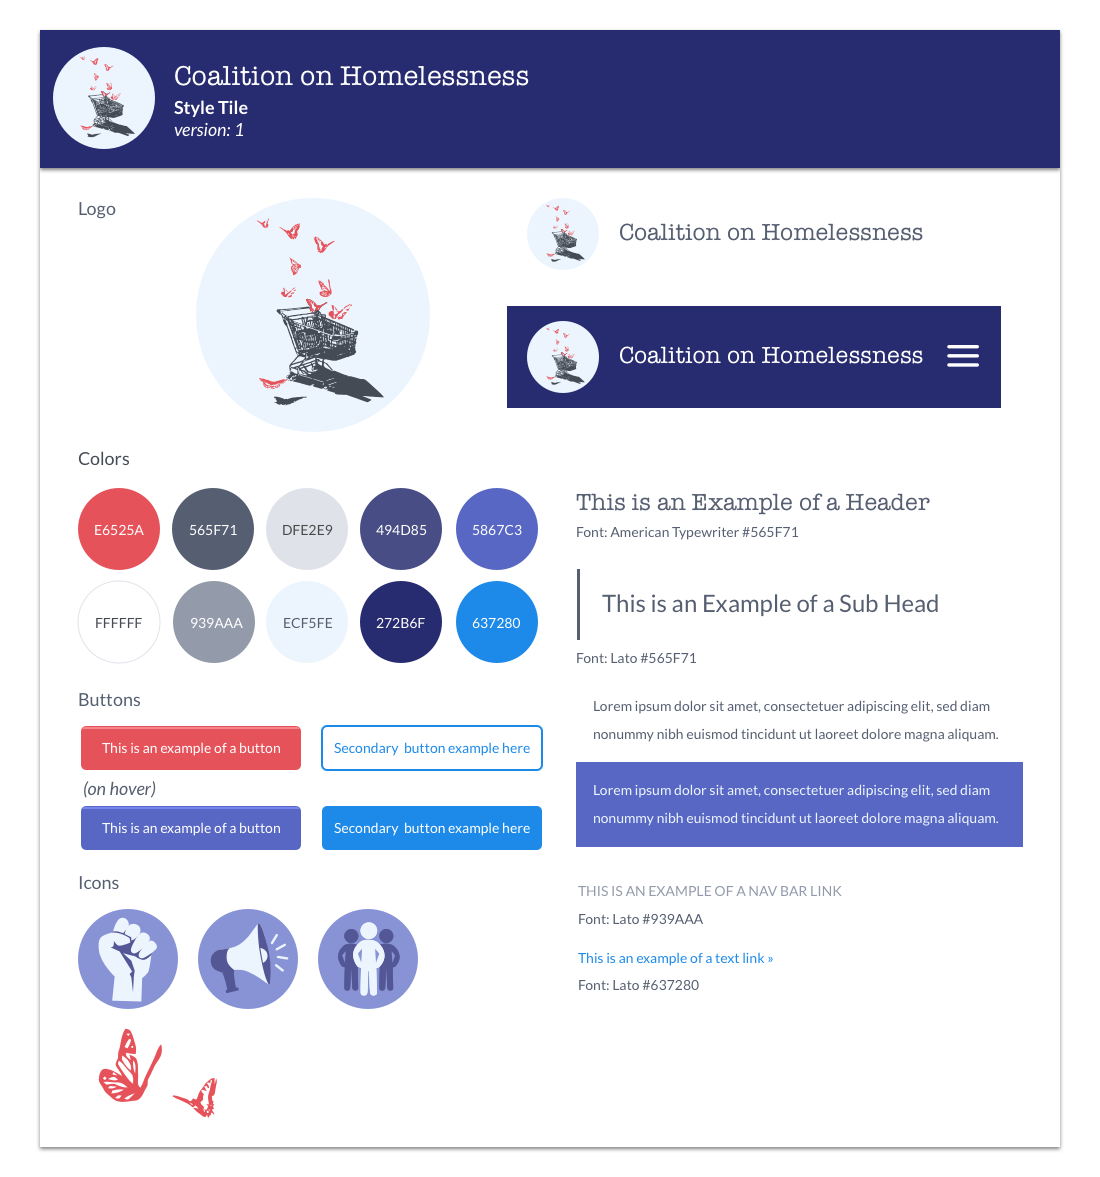 Coalition on Homelessness
Style Tile
version: 1
Logo
Coalition on Homelessness
Coalition on Homelessness
Colors
E6525A
565F71
DFE2E9
494D85
5867C3
FFFFFF
939AAA
ECF5FE
272B6F
637280
This is an Example of a Header
Font: American Typewriter #565F71
This is an Example of a Sub Head
Font: Lato #565F71
Buttons
This is an example of a button
Secondary  button example here
(on hover)
This is an example of a button
Secondary  button example here
Lorem ipsum dolor sit amet, consectetuer adipiscing elit, sed diam
nonummy nibh euismod tincidunt ut laoreet dolore magna aliquam.
Lorem ipsum dolor sit amet, consectetuer adipiscing elit, sed diam
nonummy nibh euismod tincidunt ut laoreet dolore magna aliquam.
Icons
THIS IS AN EXAMPLE OF A NAV BAR LINK
Font: Lato #939AAA
This is an example of a text link »
Font: Lato #637280